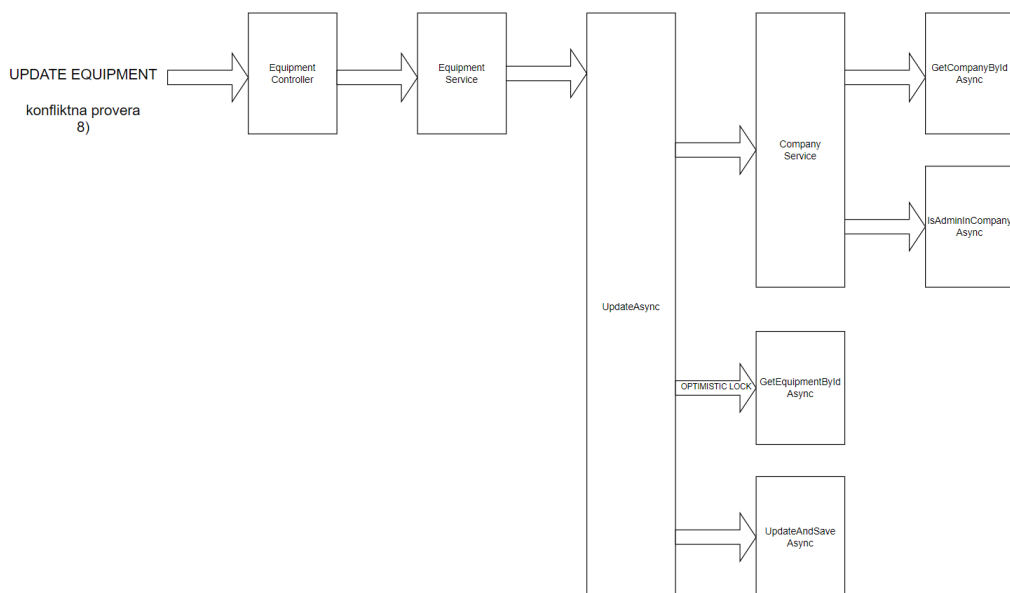 UPDATE EQUIPMENT
konfliktna provera
8)
Equipment
Controller
Equipment
Service
UpdateAsync
Company
Service
GetCompanyById
Async
IsAdminInCompany
Async
OPTIMISTIC LOCK
GetEquipmentById
Async
UpdateAndSave
Async